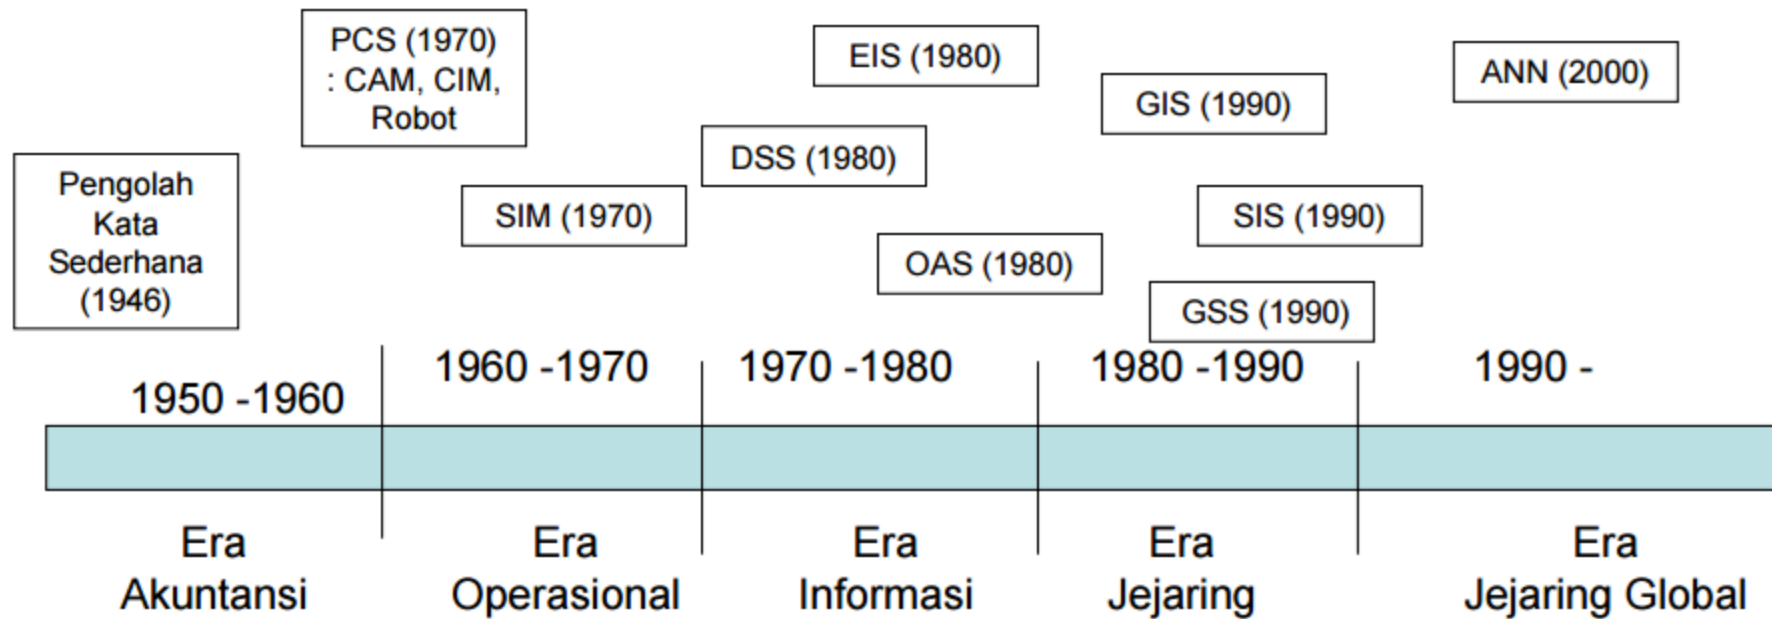 PCS (1970)
: CAM, CIM,
Robot
EIS (1980)
ANN (2000)
GIS (1990)
DSS (1980)
Pengolah
Kata
Sederhana
(1946)
SIM (1970)
SIS (1990)
OAS (1980)
GSS (1990)
1950 -1960
1960 -1970
1970 -1980
1980 -1990
1990 -
Era
Akuntansi
Era
Operasional
Era
Informasi
Era
Jejaring
Era
Jejaring Global